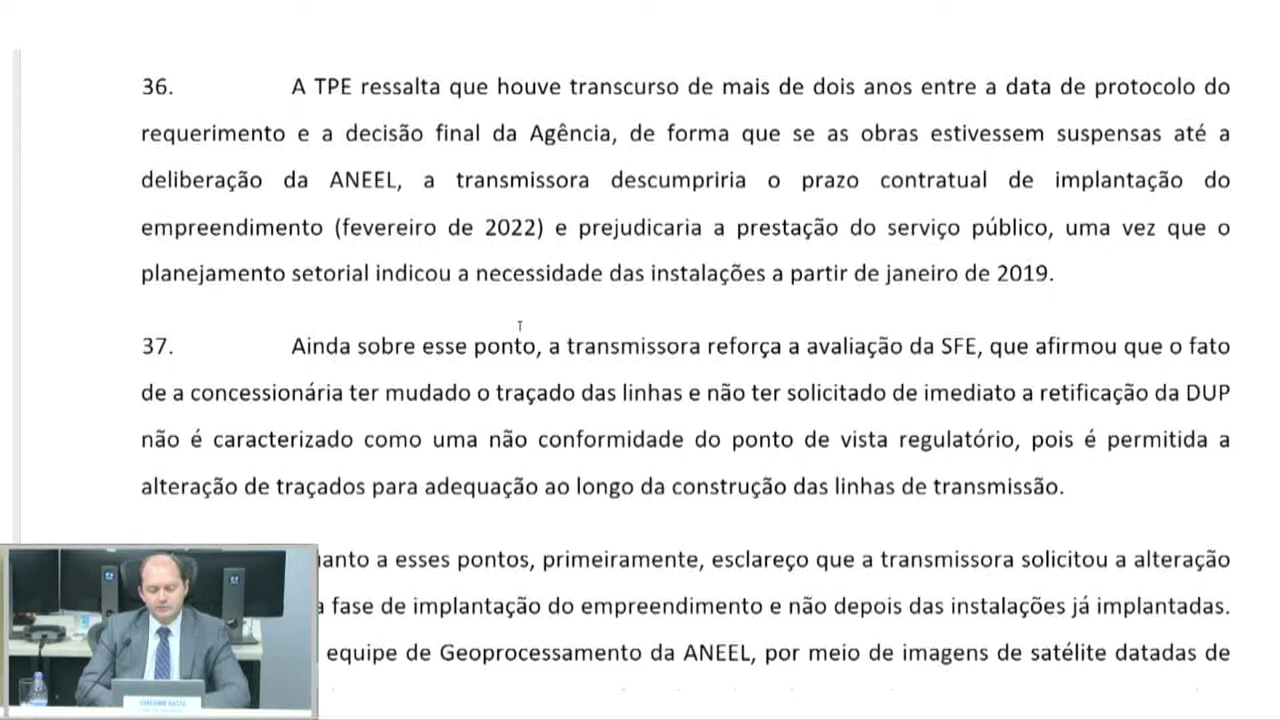 36. A TPE ressalta que houve transcurso de mais de dois anos entre a data de protocolo do
requerimento e a decisão final da Agência, de forma que se as obras estivessem suspensas até a
deliberação da ANEEL, a transmissora descumpriria o prazo contratual de implantação do
empreendimento (fevereiro de 2022) e prejudicaria a prestação do serviço público, uma vez que o
planejamento setorial indicou a necessidade das instalações a partir de janeiro de 2019.
37. Ainda sobre esse ponto, a transmissora reforça a avaliação da SFE, que afirmou que o fato
de a concessionária ter mudado o traçado das linhas e não ter solicitado de imediato a retificação da DUP
não é caracterizado como uma não conformidade do ponto de vista regulatório, pois é permitida a
alteração de traçados para adequação ao longo da construção das linhas de transmissão.
a esses pontos, primeiramente, esclareço que a transmissora solicitou a alteração
fase de implantação do empreendimento e não depois das instalações já implantadas.
equipe de Geoprocessamento da ANEEL, por meio de imagens de satélite datadas de